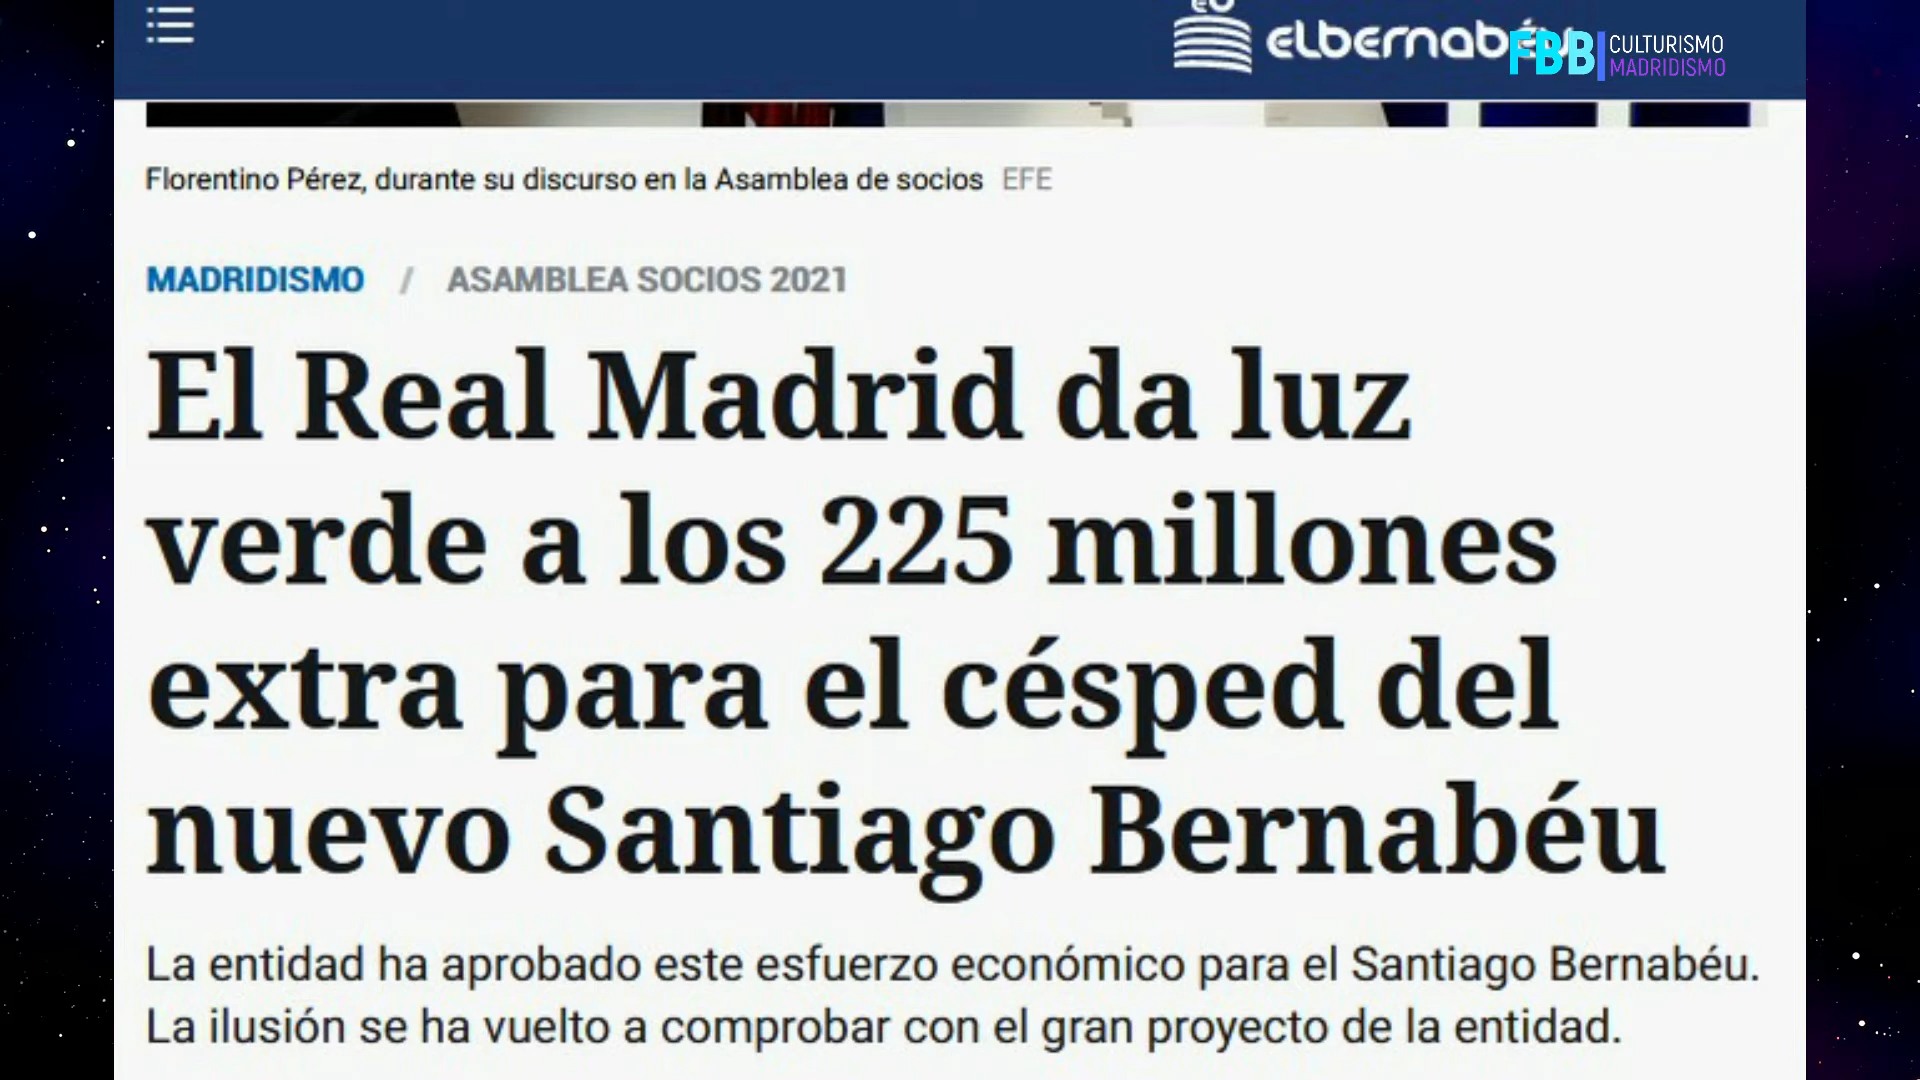 elbernabéu
FBB CULTURISMO
MADRIDISMO
Florentino Pérez, durante su discurso en la Asamblea de socios EFE
MADRIDISMO / ASAMBLEA SOCIOS 2021
El Real Madrid da luz
verde a los 225 millones
extra para el césped del
nuevo Santiago Bernabéu
La entidad ha aprobado este esfuerzo económico para el Santiago Bernabéu.
La ilusión se ha vuelto a comprobar con el gran proyecto de la entidad.